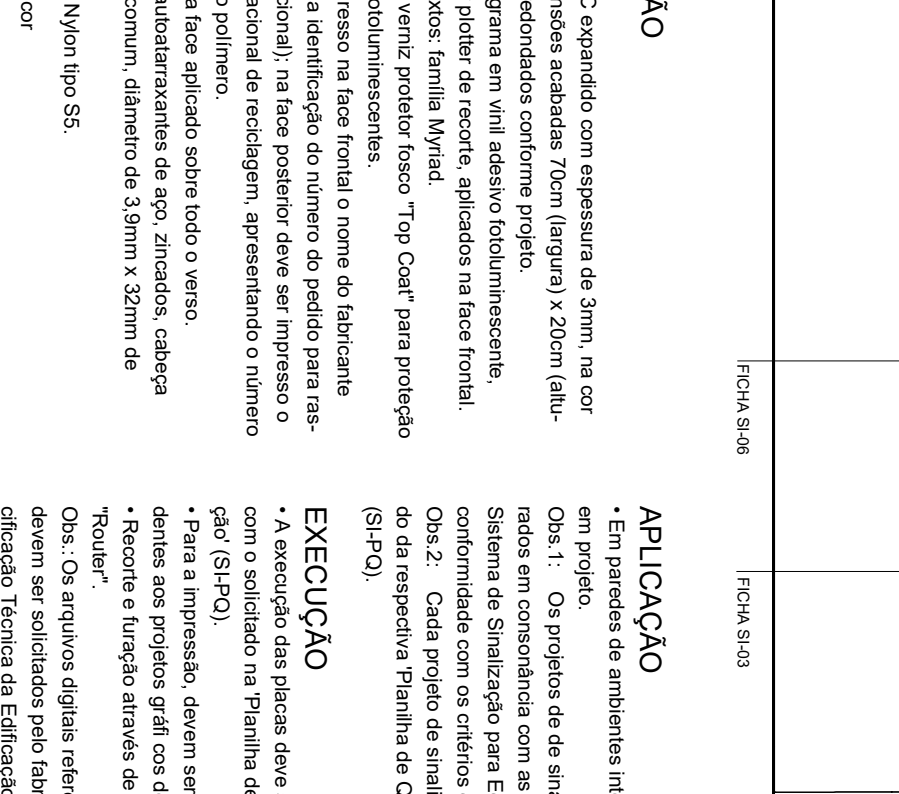 ÃO
C expandido com espessura de 3mm, na cor
nsões acabadas 70cm (largura) x 20cm (altu-
edondados conforme projeto.
grama em vinil adesivo fotoluminescente,
plotter de recorte, aplicados na face frontal.
xtos: família Myriad.
verniz protetor fosco "Top Coat" para proteção
otoluminescentes.
resso na face frontal o nome do fabricante
a identificação do número do pedido para ras-
cional); na face posterior deve ser impresso o
acional de reciclagem, apresentando o número
o polímero.
a face aplicado sobre todo o verso.
autoatarraxantes de aço, zincados, cabeça
comum, diâmetro de 3,9mm x 32mm de
Nylon tipo S5.
cor
FICHA SI-06
FICHA SI-03
APLICAÇÃO
• Em paredes de ambientes int
em projeto.
Obs.1: Os projetos de de sina
rados em consonância com as
Sistema de Sinalização para E
conformidade com os critérios
Obs.2: Cada projeto de sinali
do da respectiva 'Planilha de Q
(SI-PQ).
EXECUÇÃO
• A execução das placas deve
com o solicitado na 'Planilha de
ção' (SI-PQ).
• Para a impressão, devem ser
dentes aos projetos gráfi cos d
• Recorte e furação através de
"Router".
Obs.: Os arquivos digitais refere
devem ser solicitados pelo fabr
cificação Técnica da Edificação